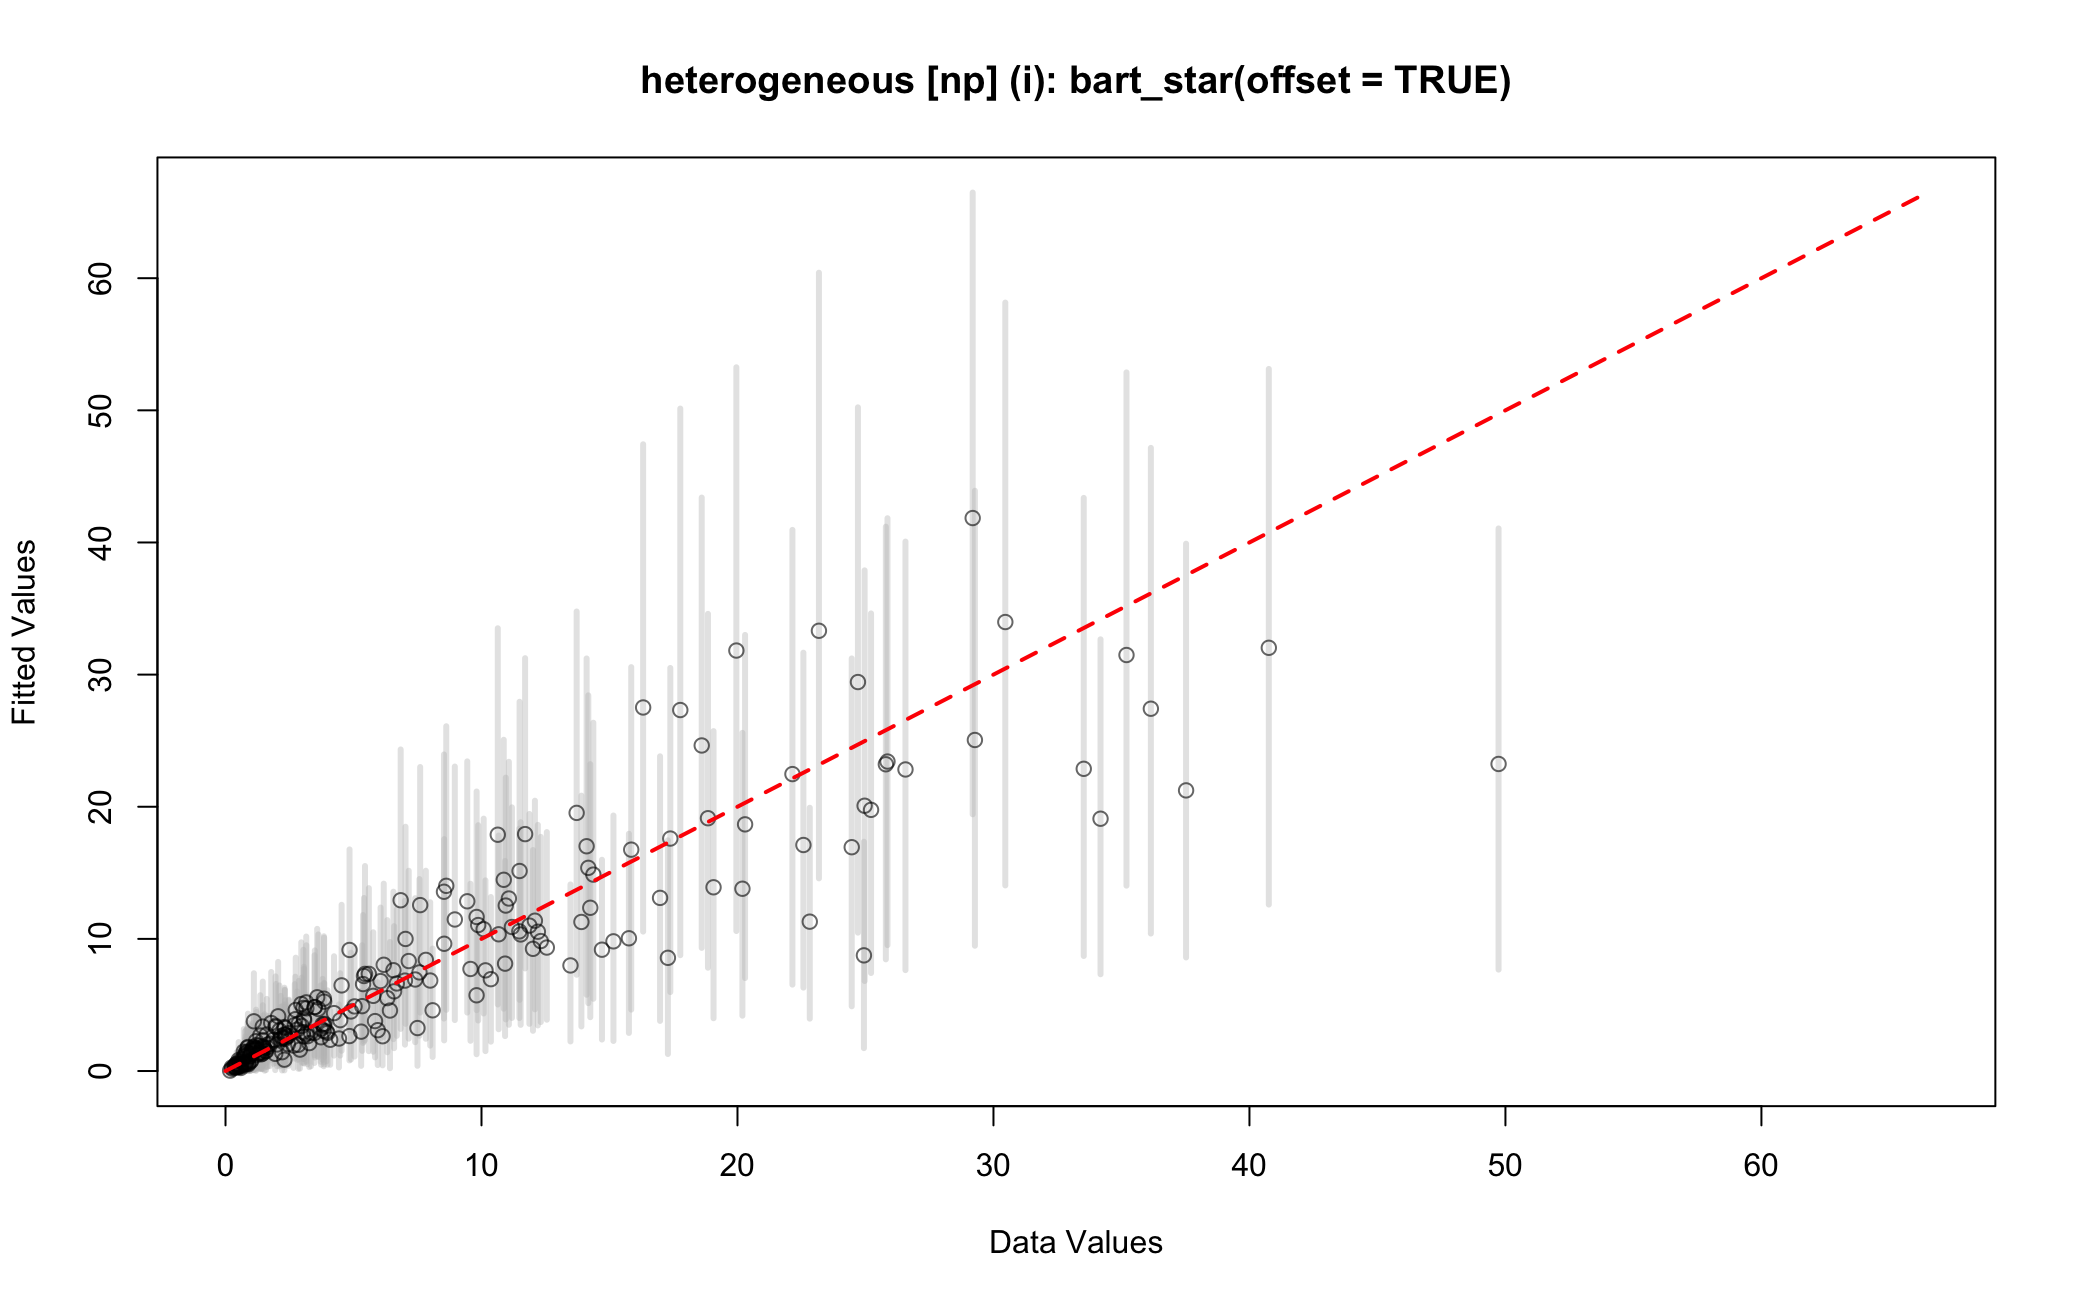 heterogeneous [np] (i): bart_star(offset = TRUE)
Fitted Values
60
50
40
30
20
10
0
0 10 20 30 40 50 60
Data Values